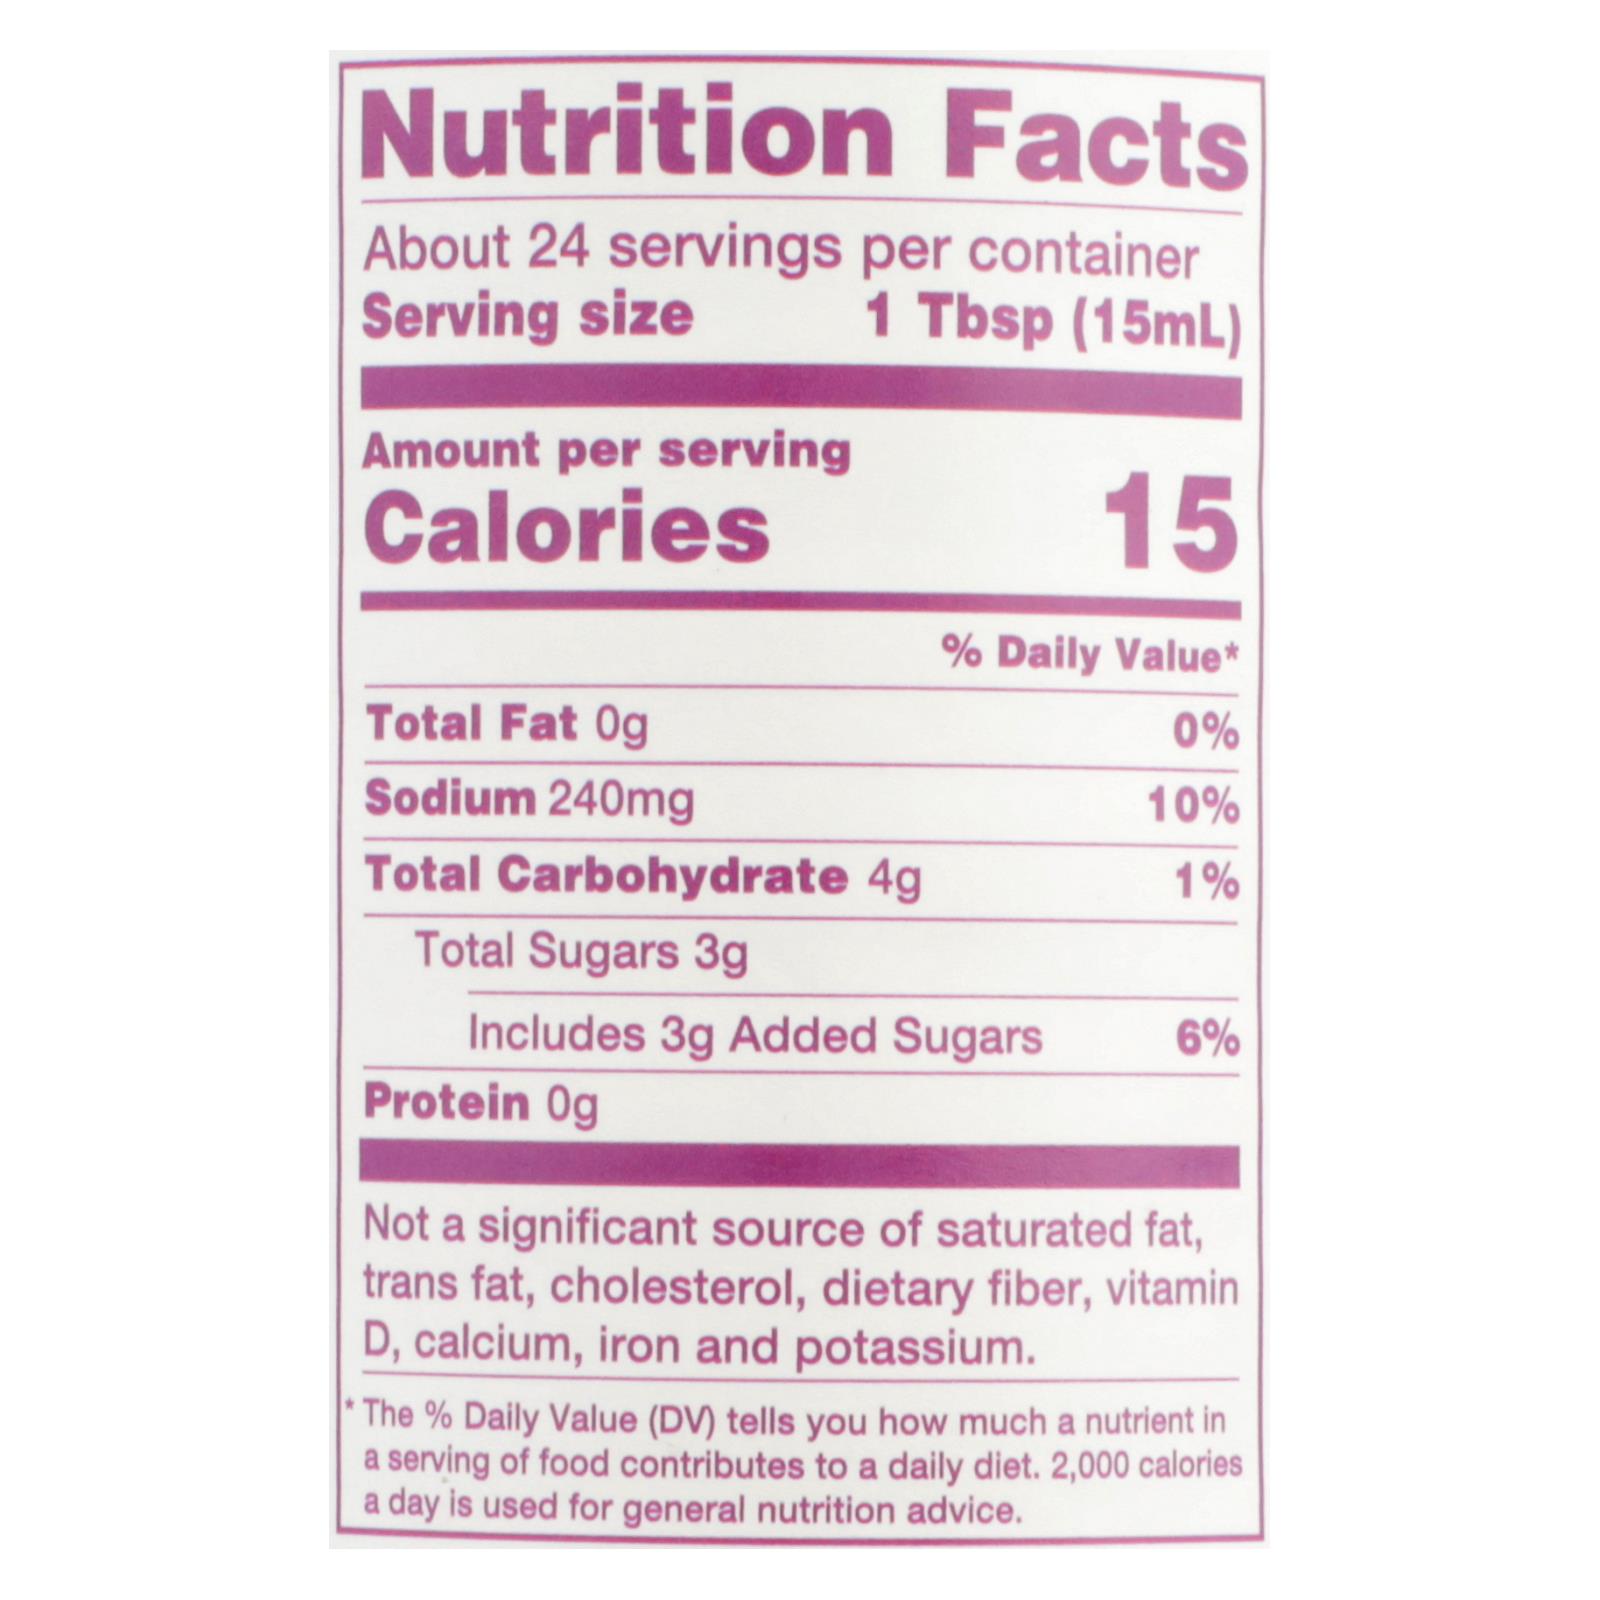 Nutrition Facts
About 24 servings per container
Serving size 1 Tbsp (15mL)
Amount per serving
Calories 15
% Daily Value*
Total Fat 0g 0%
Sodium 240mg 10%
Total Carbohydrate 4g 1%
Total Sugars 3g
Includes 3g Added Sugars 6%
Protein 0g
Not a significant source of saturated fat,
trans fat, cholesterol, dietary fiber, vitamin
D, calcium, iron and potassium.
* The % Daily Value (DV) tells you how much a nutrient in
a serving of food contributes to a daily diet. 2,000 calories
a day is used for general nutrition advice.